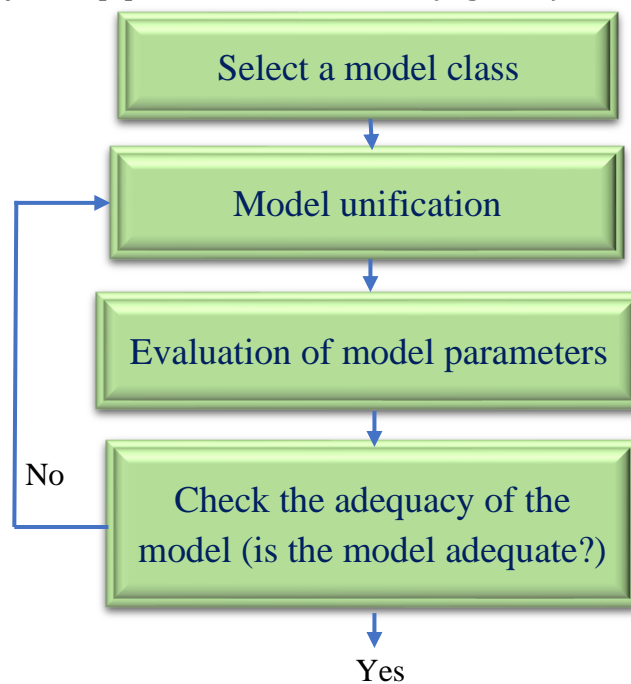 Select a model class
Model unification
Evaluation of model parameters
No
Check the adequacy of the
model (is the model adequate?)
Yes